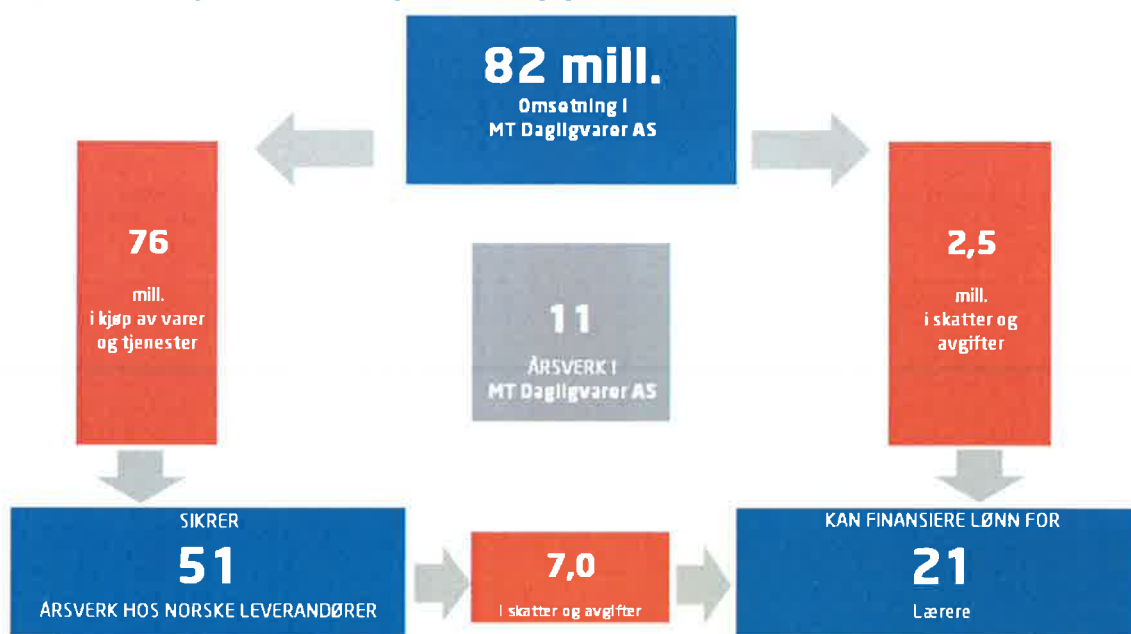 82 mill.
Omsetning i
MT Dagligvarer AS
76
mill.
i kjøp av varer
og tjenester
11
ÅRSVERK I
MT Dagligvarer AS
2,5
mill.
i skatter og
avgifter
SIKRER
51
ÅRSVERK HOS NORSKE LEVERANDØRER
7,0
i skatter og avgifter
KAN FINANSIERE LØNN FOR
21
Lærere